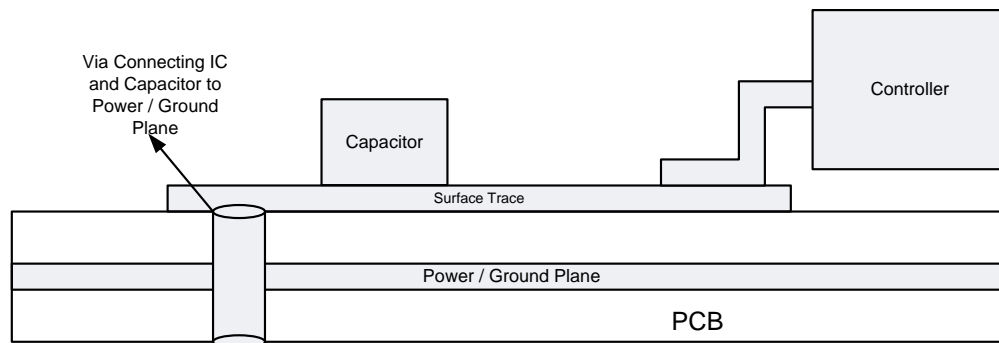 Via Connecting IC
and Capacitor to
Power / Ground
Plane
Capacitor
Controller
Surface Trace
Power / Ground Plane
PCB